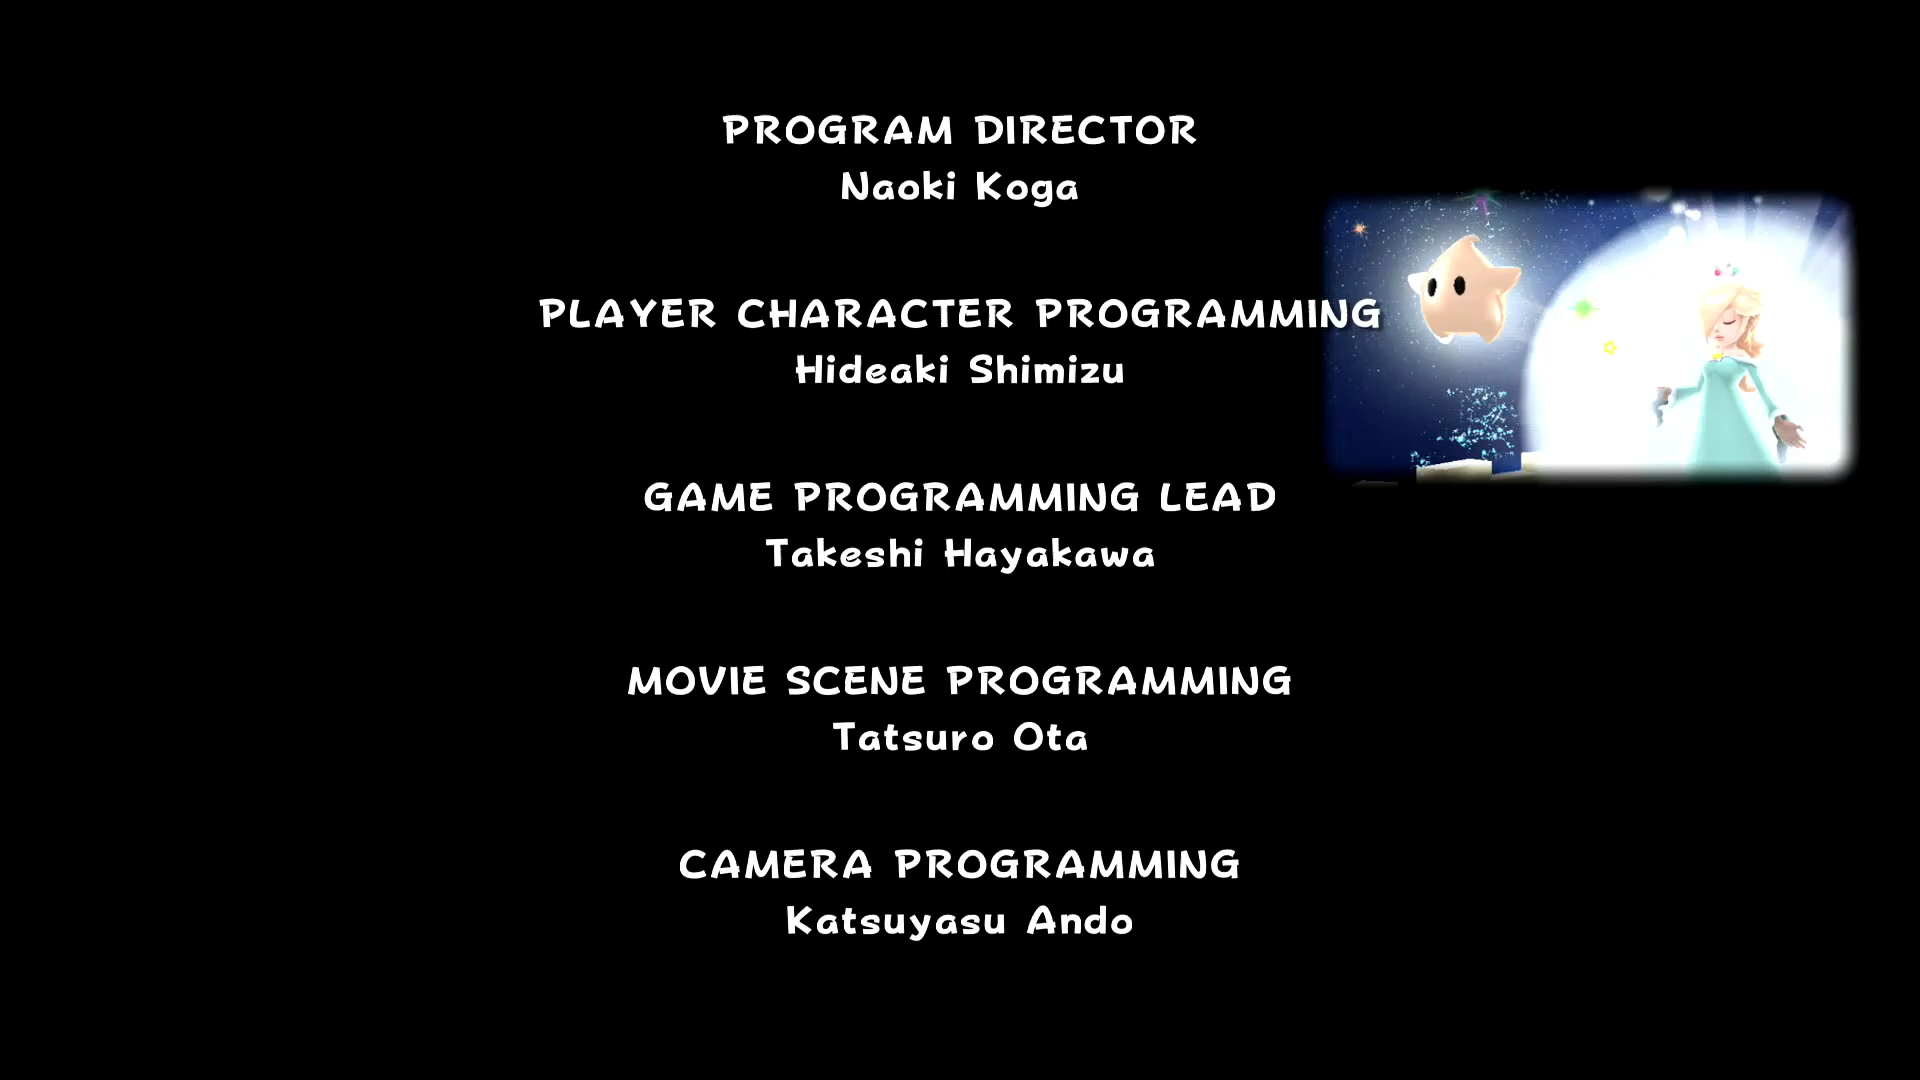 PROGRAM DIRECTOR
Naoki Koga
PLAYER CHARACTER PROGRAMMING
Hideaki Shimizu
GAME PROGRAMMING LEAD
Takeshi Hayakawa
MOVIE SCENE PROGRAMMING
Tatsuro Ota
CAMERA PROGRAMMING
Katsuyasu Ando